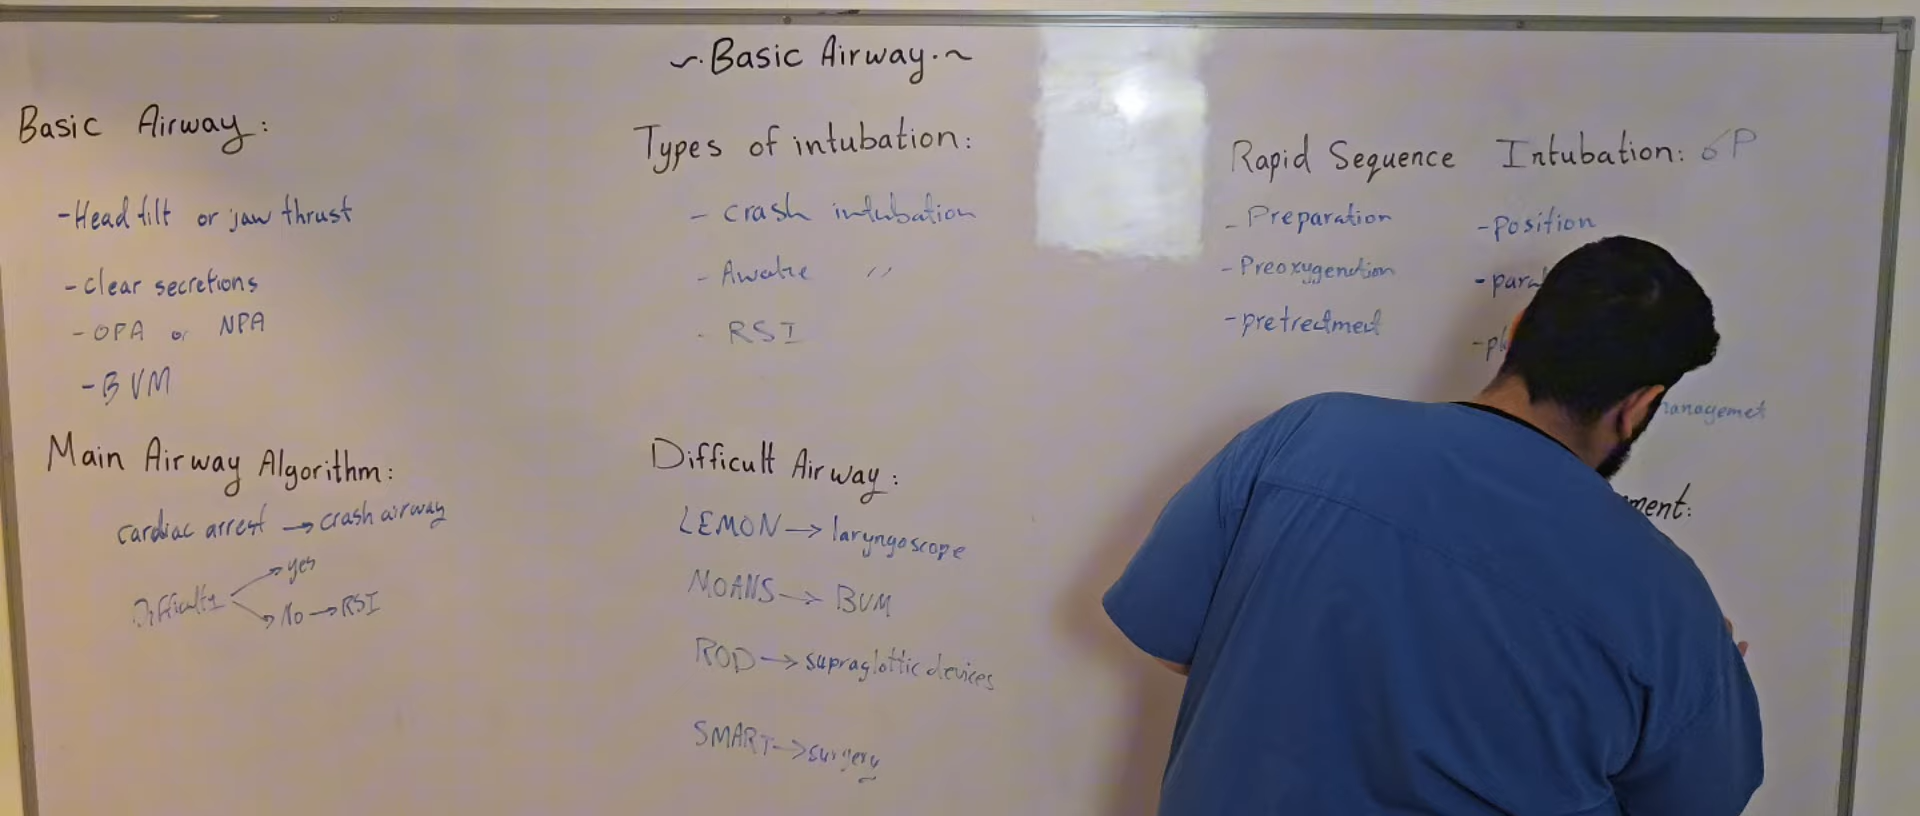 ~. Basic Airway. ~
Basic Airway:
-Head tilt or jaw thrust
-clear secretions
-OPA or NPA
-BVM
Main Airway Algorithm:
cardiac arrest → crash airway
Difficulty → yes
→ No → RSI
Types of intubation:
- crash intubation
- Awake "
- RSI
Difficult Airway:
LEMON → laryngoscope
MOANS → BVM
ROD → supraglottic devices
SMART → surgery
Rapid Sequence Intubation: 6P
- Preparation
- Preoxygenation
- pretreatment
- Position